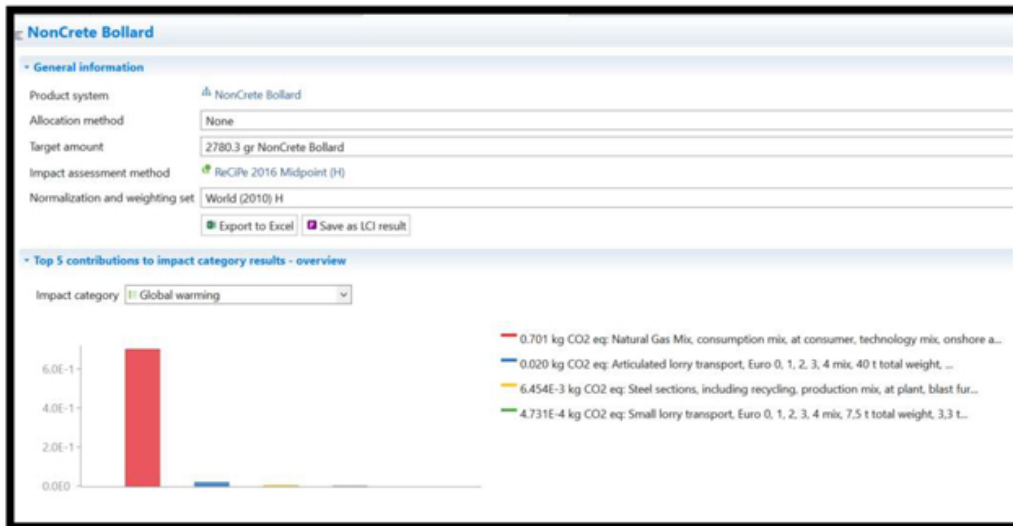 NonCrete Bollard
General information
Product system NonCrete Bollard
Allocation method None
Target amount 2780.3 gr NonCrete Bollard
Impact assessment method ReCiPe 2016 Midpoint (H)
Normalization and weighting set World (2010) H
Export to Excel Save as LCI result
Top 5 contributions to impact category results - overview
Impact category Global warming
0.701 kg CO2 eq: Natural Gas Mix, consumption mix, at consumer, technology mix, onshore a...
0.020 kg CO2 eq: Articulated lorry transport, Euro 0, 1, 2, 3, 4 mix, 40 t total weight, ...
6.454E-3 kg CO2 eq: Steel sections, including recycling, production mix, at plant, blast fur...
4.731E-4 kg CO2 eq: Small lorry transport, Euro 0, 1, 2, 3, 4 mix, 7.5 t total weight, 3,3 t...
6.0E-1
4.0E-1
2.0E-1
0.0E0